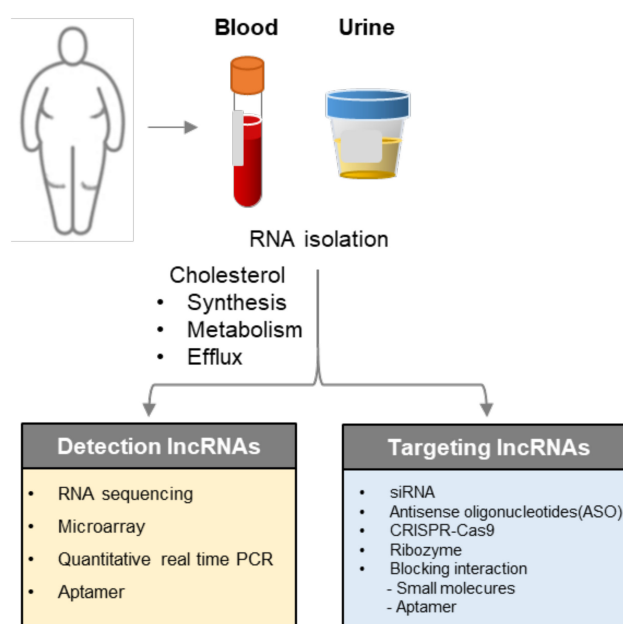 Blood Urine
RNA isolation
Cholesterol
• Synthesis
• Metabolism
• Efflux
Detection lncRNAs
• RNA sequencing
• Microarray
• Quantitative real time PCR
• Aptamer
Targeting lncRNAs
• siRNA
• Antisense oligonucleotides(ASO)
• CRISPR-Cas9
• Ribozyme
• Blocking interaction
- Small molecures
- Aptamer